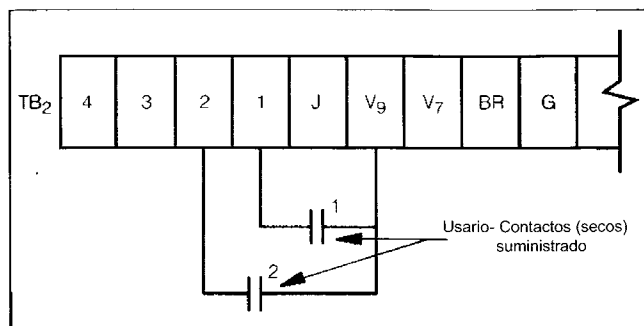 TB2 4 3 2 1 J V9 V7 BR G
1
Usario- Contactos (secos)
suministrado
2